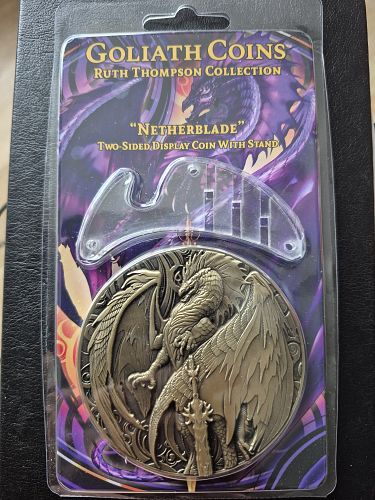 Goliath Coins
Ruth Thompson Collection
"Netherblade"
Two-Sided Display Coin With Stand